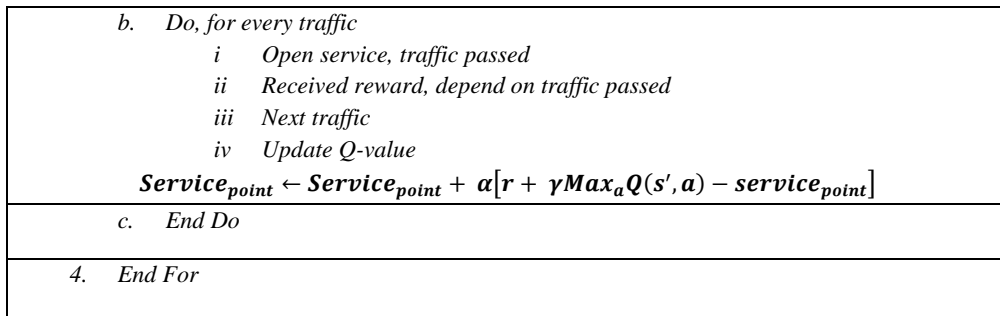 b. Do, for every traffic
i Open service, traffic passed
ii Received reward, depend on traffic passed
iii Next traffic
iv Update Q-value
Service_point ← Service_point + α[r + γMax_aQ(s′, a) − service_point]
c. End Do
4. End For